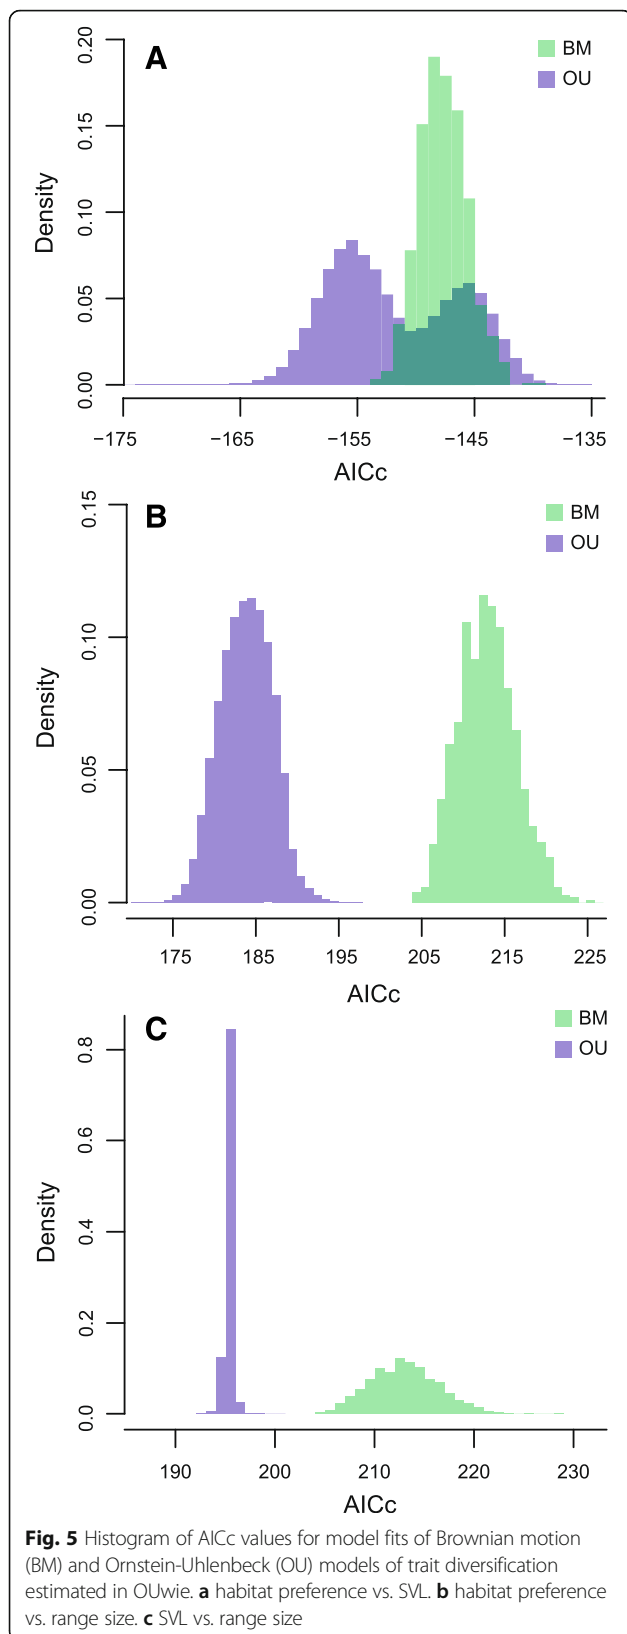 A
BM
OU
0.20
0.15
0.10
0.05
0.00
Density
−175 −165 −155 −145 −135
AICc
B
BM
OU
0.15
0.10
0.05
0.00
Density
175 185 195 205 215 225
AICc
C
BM
OU
0.8
0.6
0.4
0.2
0.0
Density
190 200 210 220 230
AICc
Fig. 5 Histogram of AICc values for model fits of Brownian motion
(BM) and Ornstein-Uhlenbeck (OU) models of trait diversification
estimated in OUwie. a habitat preference vs. SVL. b habitat preference
vs. range size. c SVL vs. range size